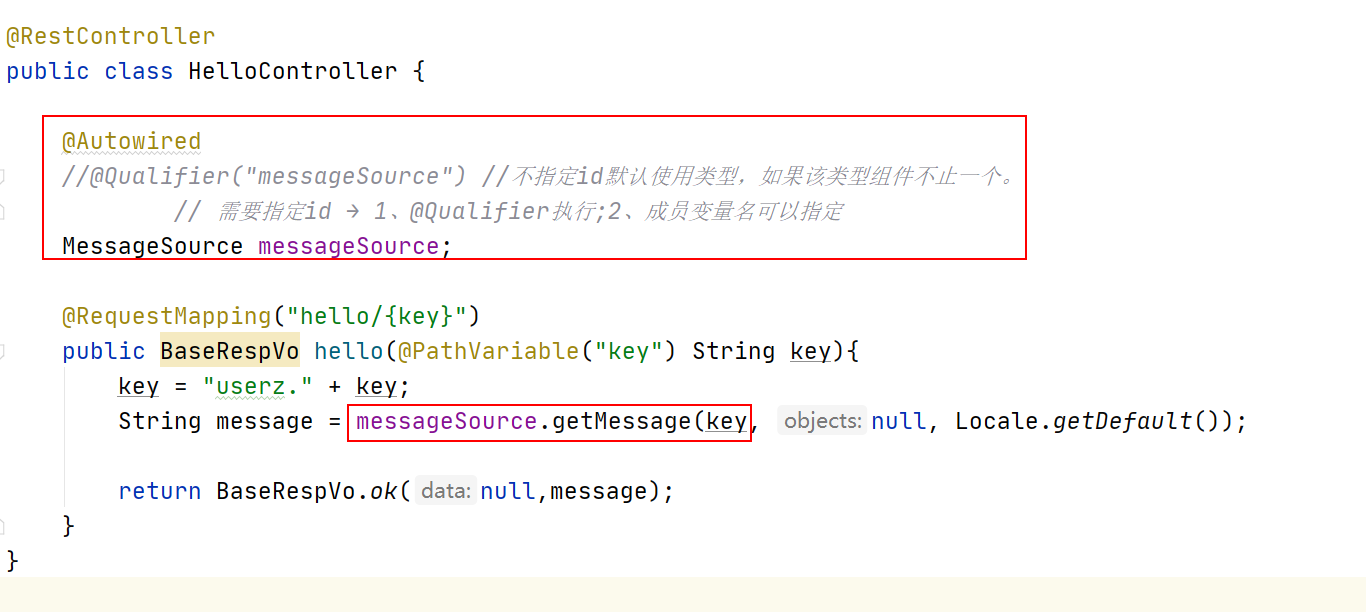 @RestController
public class HelloController {
@Autowired
//@Qualifier("messageSource") //不指定id默认使用类型，如果该类型组件不止一个。
// 需要指定id → 1、@Qualifier执行;2、成员变量名可以指定
MessageSource messageSource;
@RequestMapping("hello/{key}")
public BaseRespVo hello(@PathVariable("key") String key){
key = "userz." + key;
String message = messageSource.getMessage(key, objects: null, Locale.getDefault());
return BaseRespVo.ok( data: null,message);
}
}